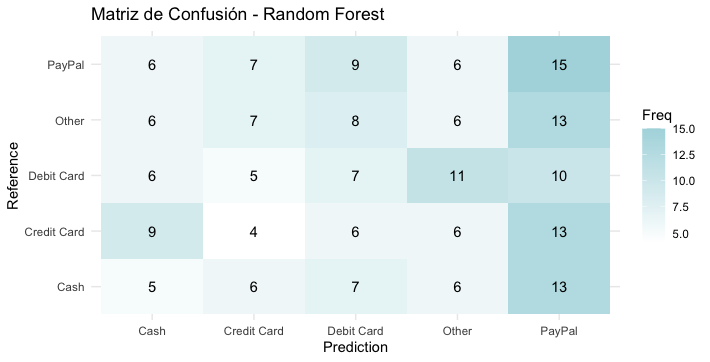 Matriz de Confusión - Random Forest
Reference
PayPal 6 7 9 6 15
Other 6 7 8 6 13
Debit Card 6 5 7 11 10
Credit Card 9 4 6 6 13
Cash 5 6 7 6 13
Cash Credit Card Debit Card Other PayPal
Prediction
Freq
15.0
12.5
10.0
7.5
5.0